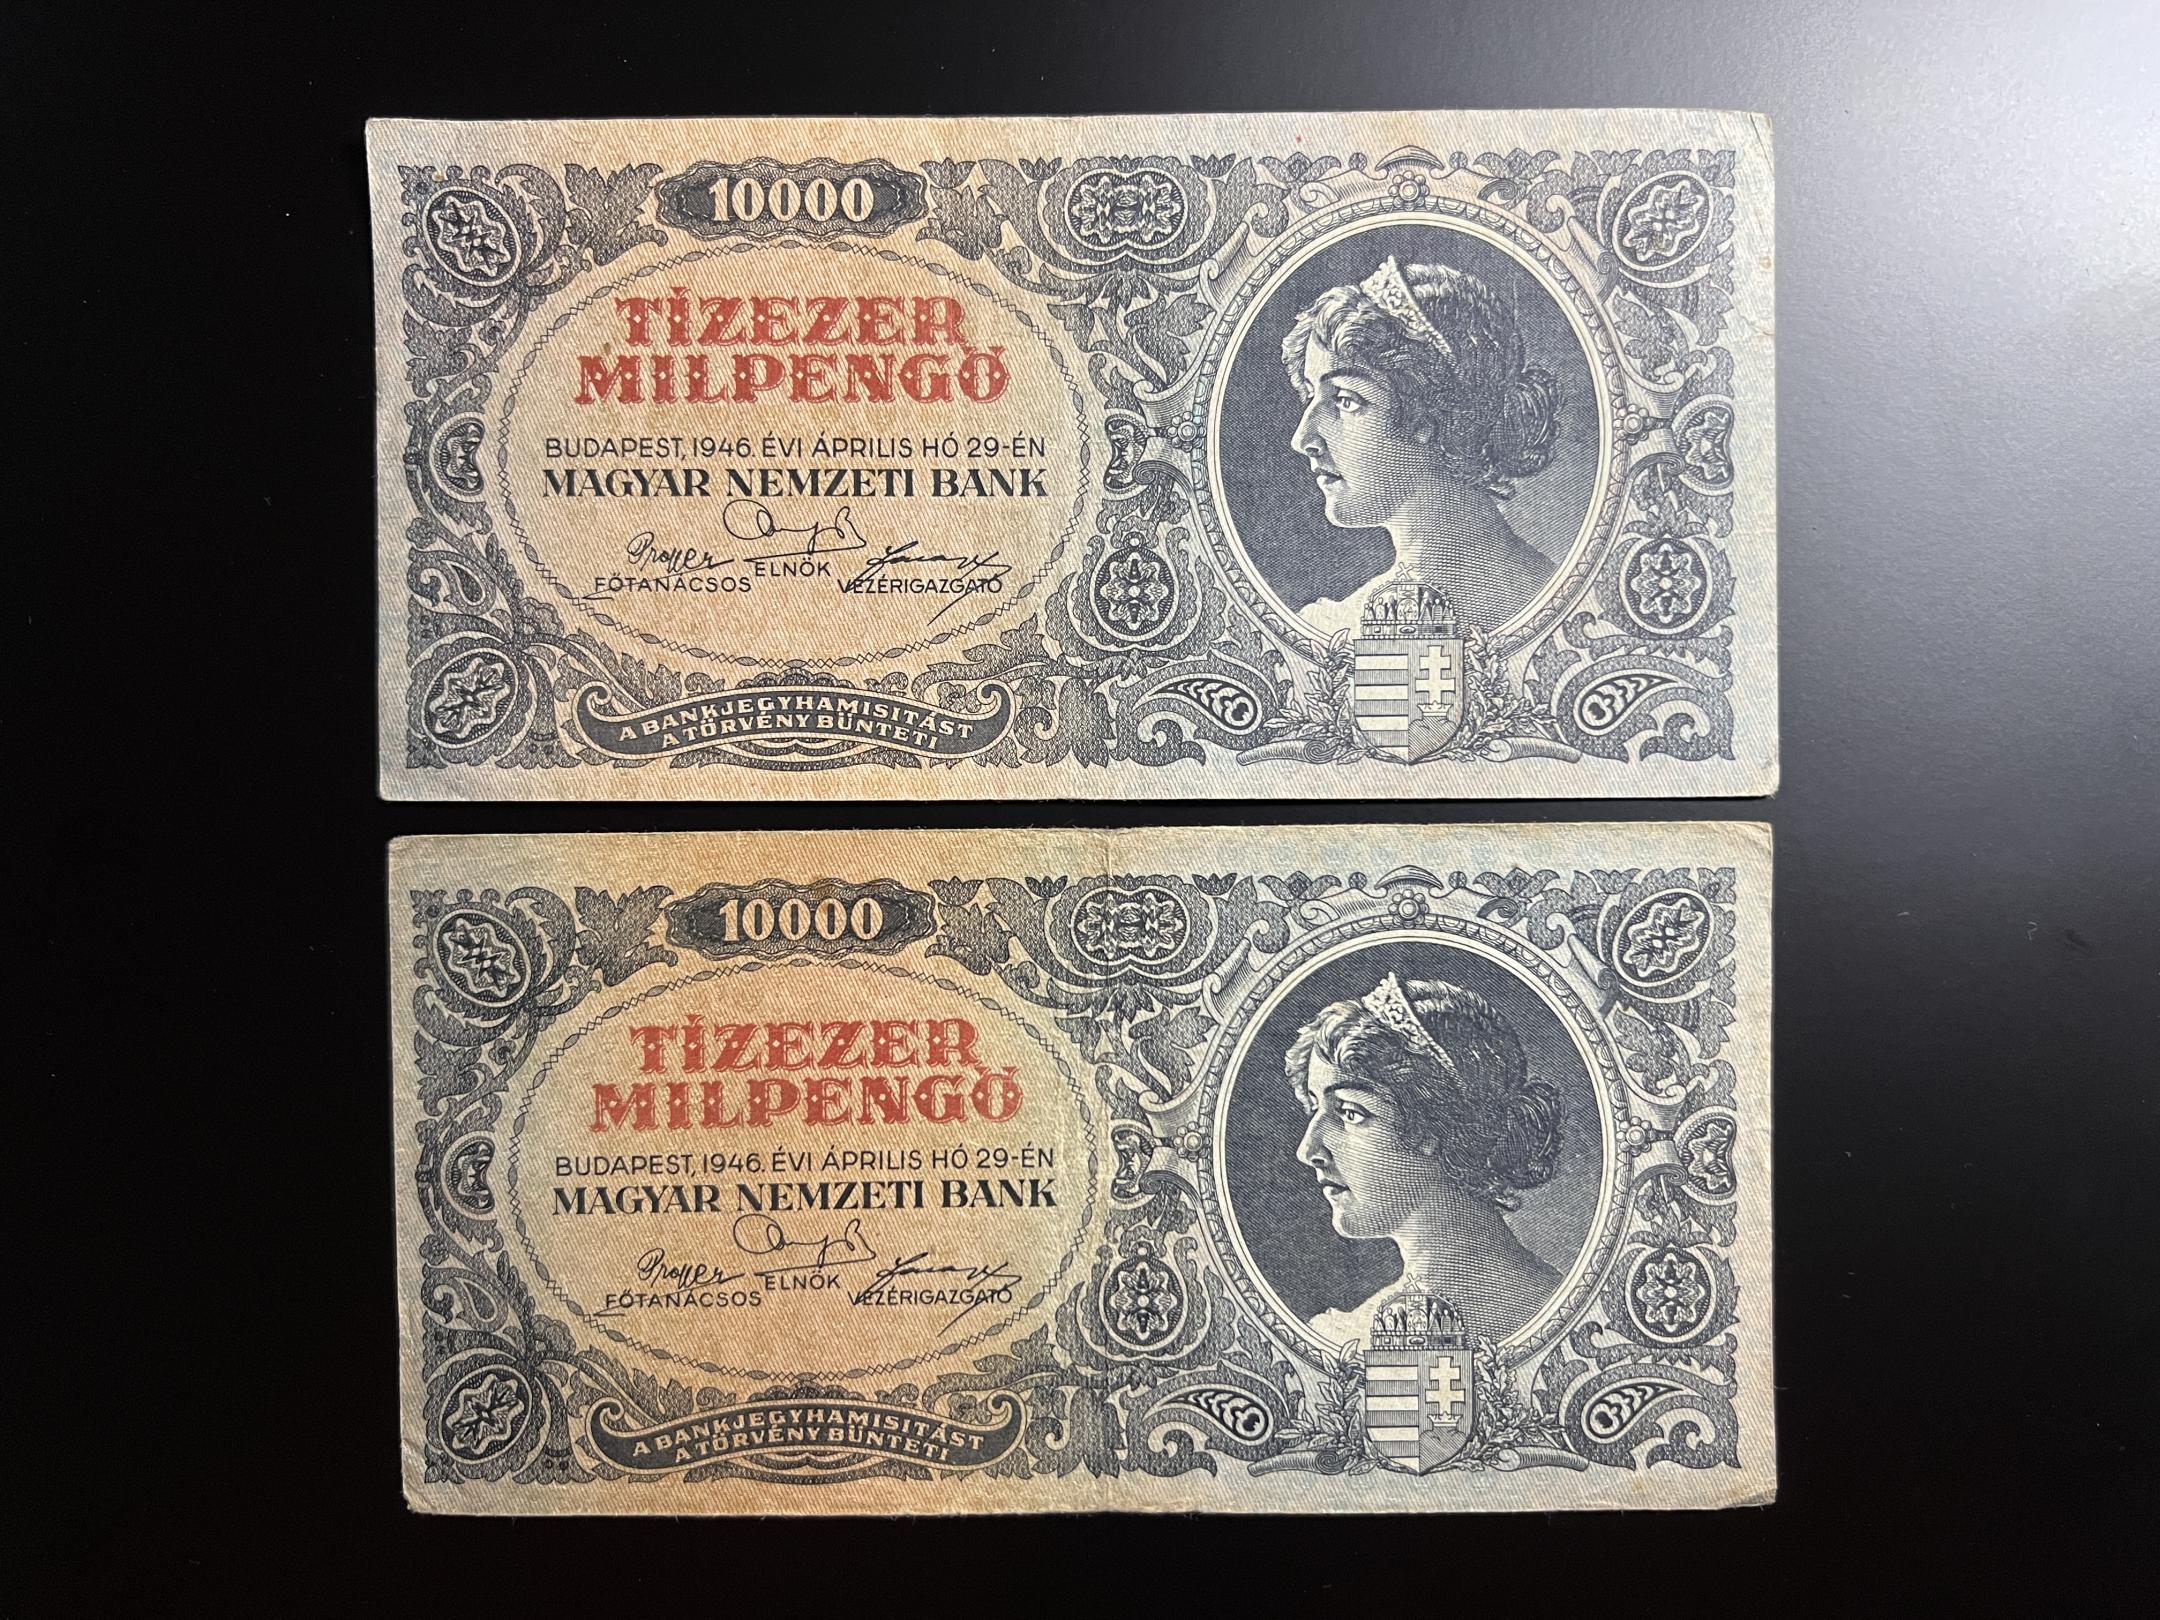 10000
TÍZEZER
MILPENGŐ
BUDAPEST, 1946. ÉVI ÁPRILIS HÓ 29-ÉN
MAGYAR NEMZETI BANK
FŐTANÁCSOS ELNÖK VEZÉRIGAZGATÓ
A BANKJEGYHAMISITÁST
A TÖRVÉNY BÜNTETI
10000
TÍZEZER
MILPENGŐ
BUDAPEST, 1946. ÉVI ÁPRILIS HÓ 29-ÉN
MAGYAR NEMZETI BANK
FŐTANÁCSOS ELNÖK VEZÉRIGAZGATÓ
A BANKJEGYHAMISITÁST
A TÖRVÉNY BÜNTETI